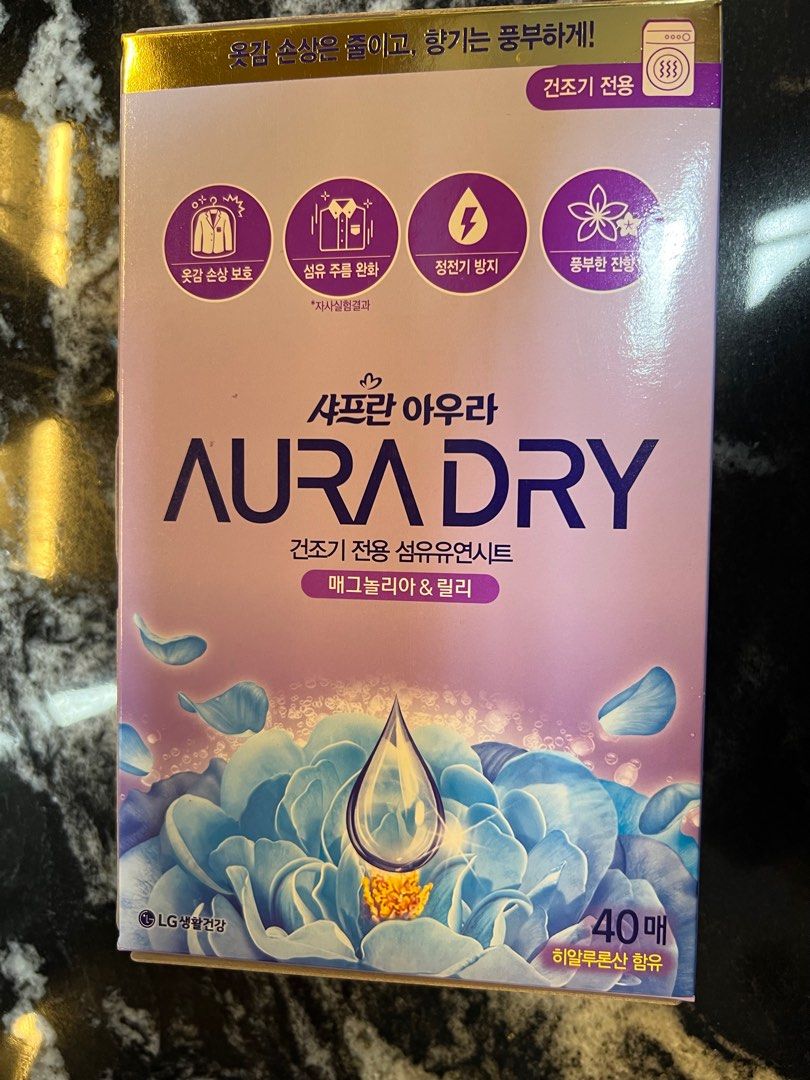 옷감 손상은 줄이고, 향기는 풍부하게!
건조기 전용
옷감 손상 보호
섬유 주름 완화
정전기 방지
풍부한 잔향
*자사실험결과
샤프란 아우라
AURA DRY
건조기 전용 섬유유연시트
매그놀리아 & 릴리
LG생활건강
40매
히알루론산 함유